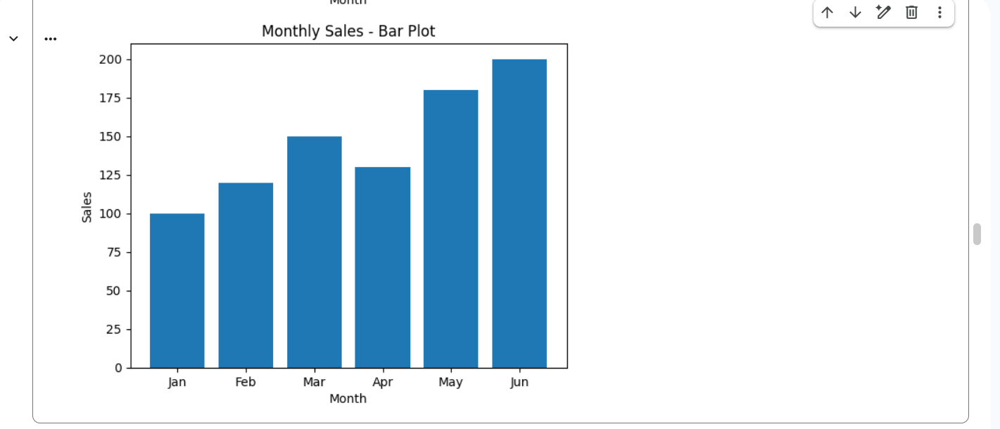 Month
Monthly Sales - Bar Plot
200
175
150
125
100
75
50
25
0
Sales
Jan Feb Mar Apr May Jun
Month